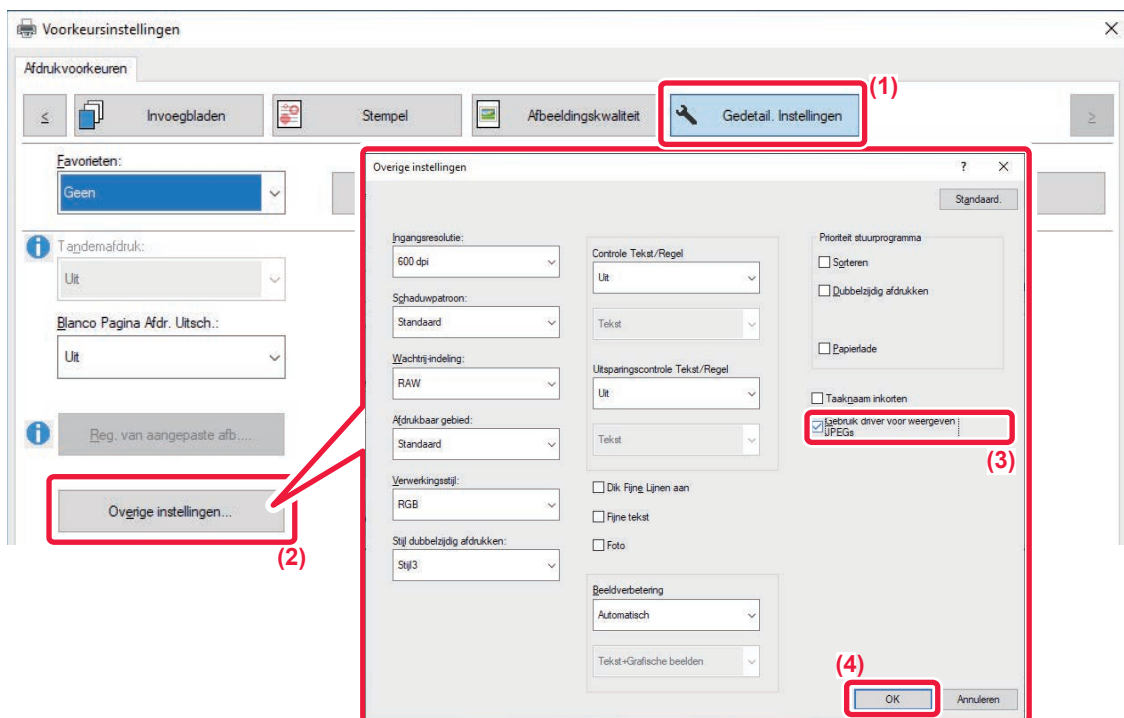 Voorkeursinstellingen
Afdrukvoorkeuren
(1)
<
Invoegbladen
Stempel
Afbeeldingskwaliteit
Gedetail. Instellingen
>
Favorieten:
Geen
Tandemafdruk:
Uit
Blanco Pagina Afdr. Uitsch.:
Uit
Reg. van aangepaste afb....
Overige instellingen...
(2)
Overige instellingen
?
Standaard.
Ingangsresolutie:
600 dpi
Schaduwpatroon:
Standaard
Wachtrij-indeling:
RAW
Afdrukbaar gebied:
Standaard
Verwerkingsstijl:
RGB
Stijl dubbelzijdig afdrukken:
Stijl3
Controle Tekst/Regel
Uit
Tekst
Uitsparingscontrole Tekst/Regel
Uit
Tekst
Dik Fijne Lijnen aan
Fijne tekst
Foto
Beeldverbetering
Automatisch
Tekst+Grafische beelden
Prioriteit stuurprogramma
Sorteren
Dubbelzijdig afdrukken
Papierlade
Taaknaam inkorten
Gebruik driver voor weergeven
JPEGs
(3)
(4)
OK
Annuleren